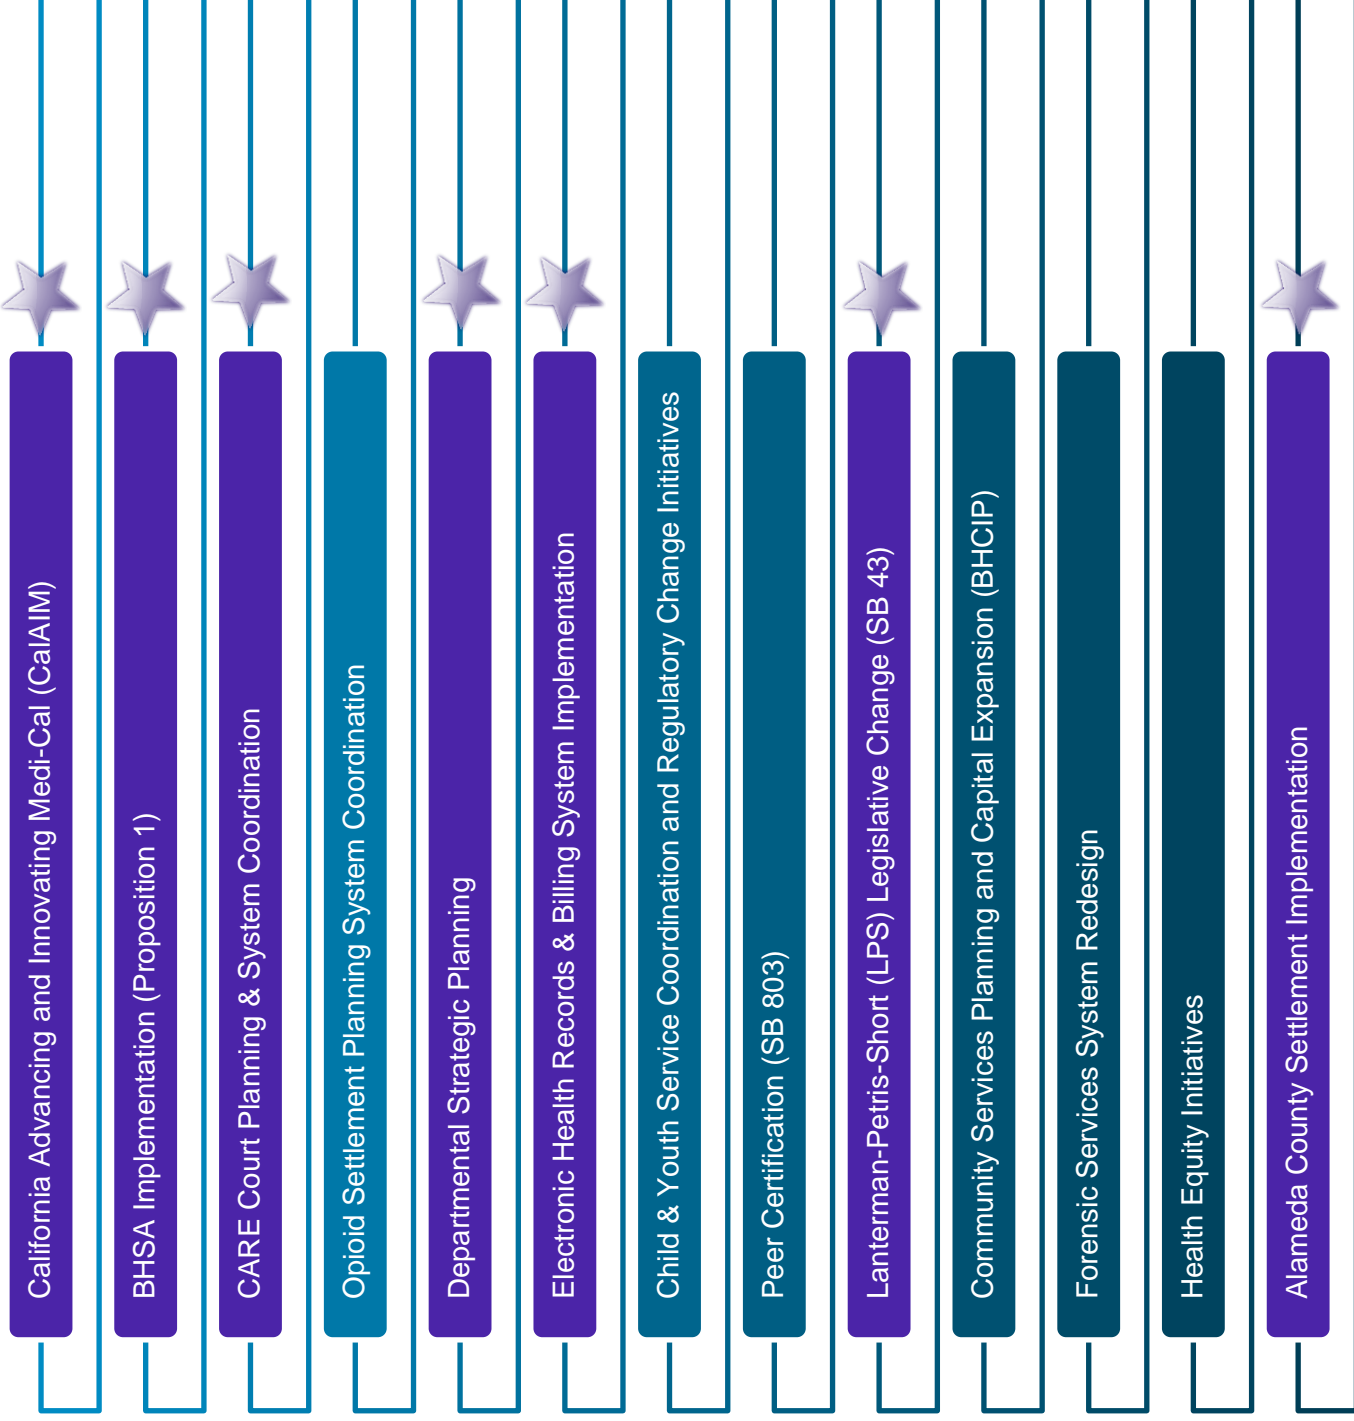 California Advancing and Innovating Medi-Cal (CalAIM)
BHSA Implementation (Proposition 1)
CARE Court Planning & System Coordination
Opioid Settlement Planning System Coordination
Departmental Strategic Planning
Electronic Health Records & Billing System Implementation
Child & Youth Service Coordination and Regulatory Change Initiatives
Peer Certification (SB 803)
Lanterman-Petris-Short (LPS) Legislative Change (SB 43)
Community Services Planning and Capital Expansion (BHCIP)
Forensic Services System Redesign
Health Equity Initiatives
Alameda County Settlement Implementation